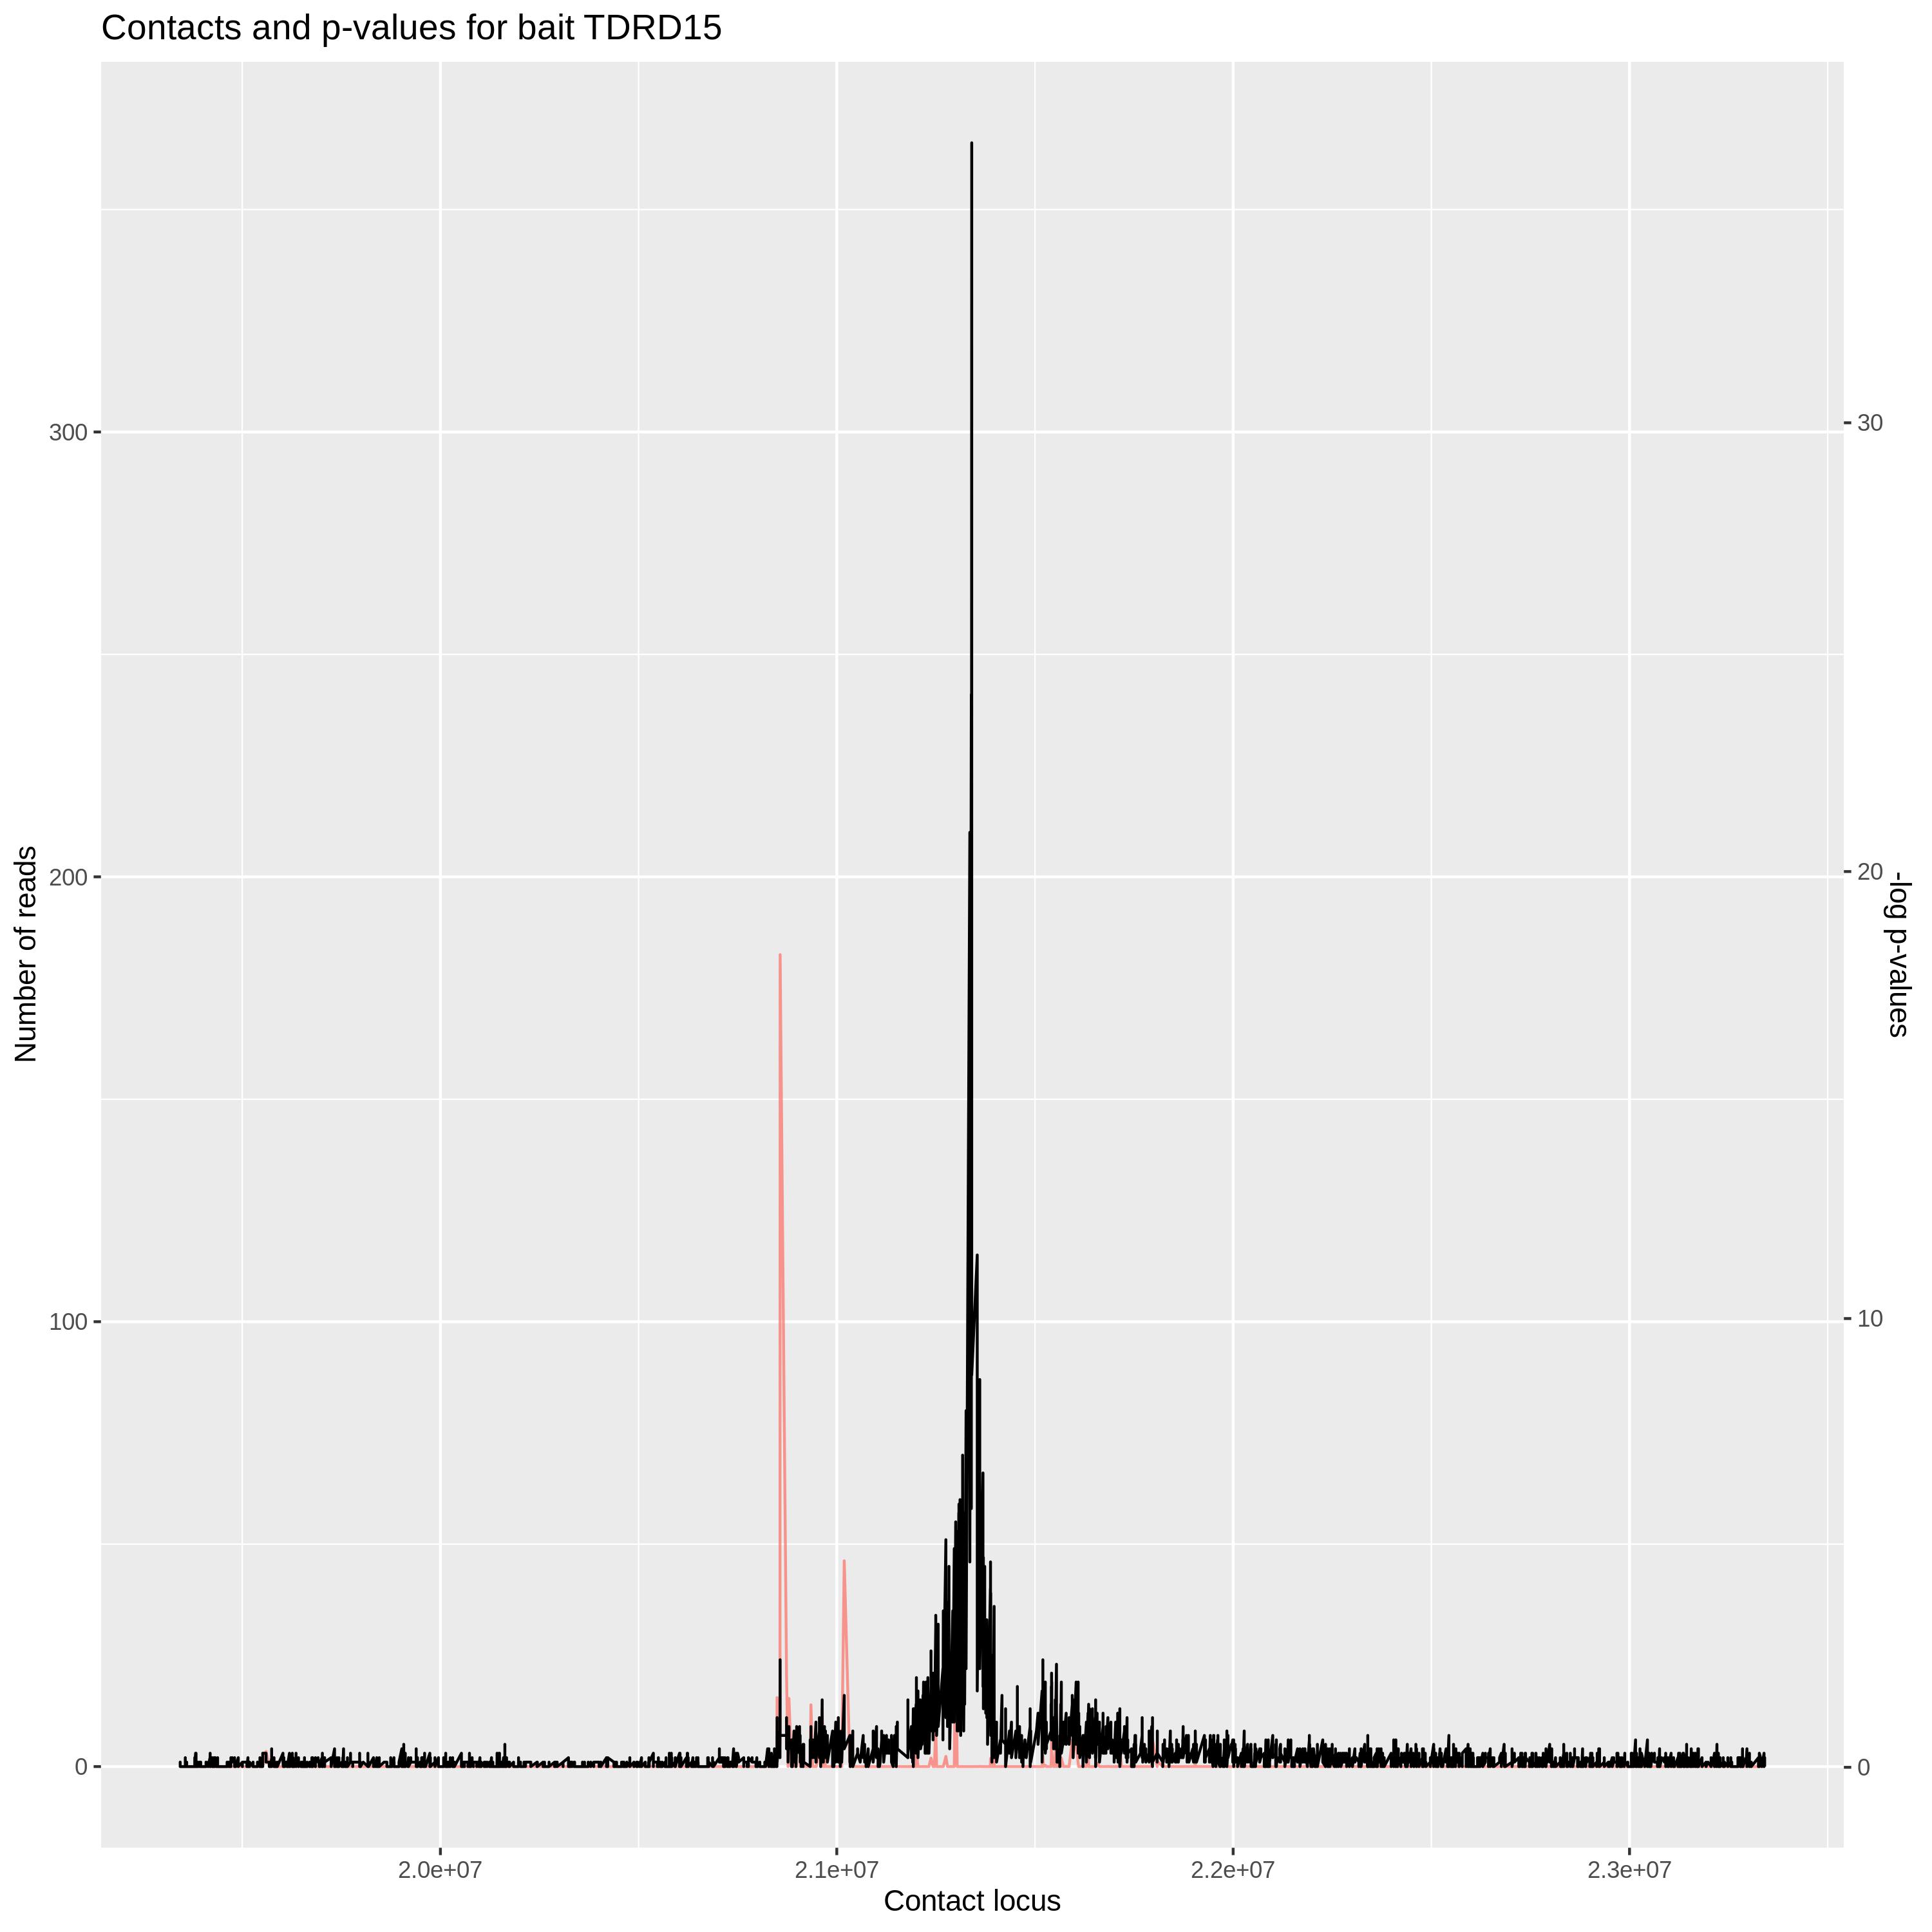 Contacts and p-values for bait TDRD15
Number of reads
300
200
100
0
30
20
10
0
-log p-values
2.0e+07
2.1e+07
2.2e+07
2.3e+07
Contact locus